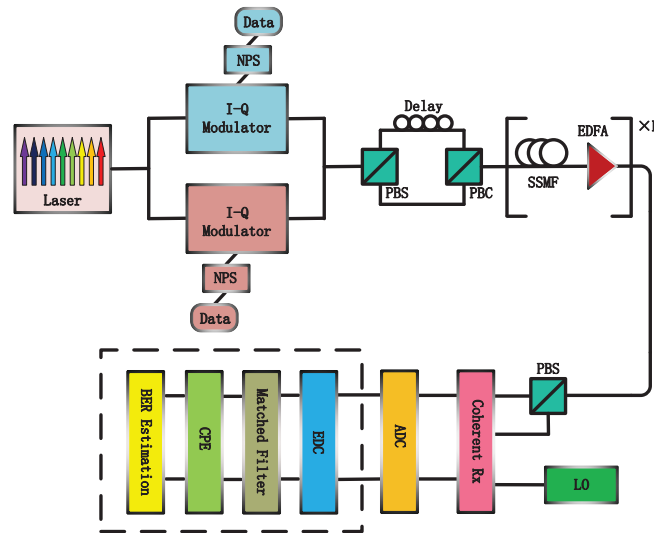 Data
NPS
I-Q
Modulator
Laser
I-Q
Modulator
NPS
Data
Delay
PBS
PBC
SSMF
EDFA
PBS
BER Estimation
CPE
Matched Filter
EDC
ADC
Coherent Rx
LO